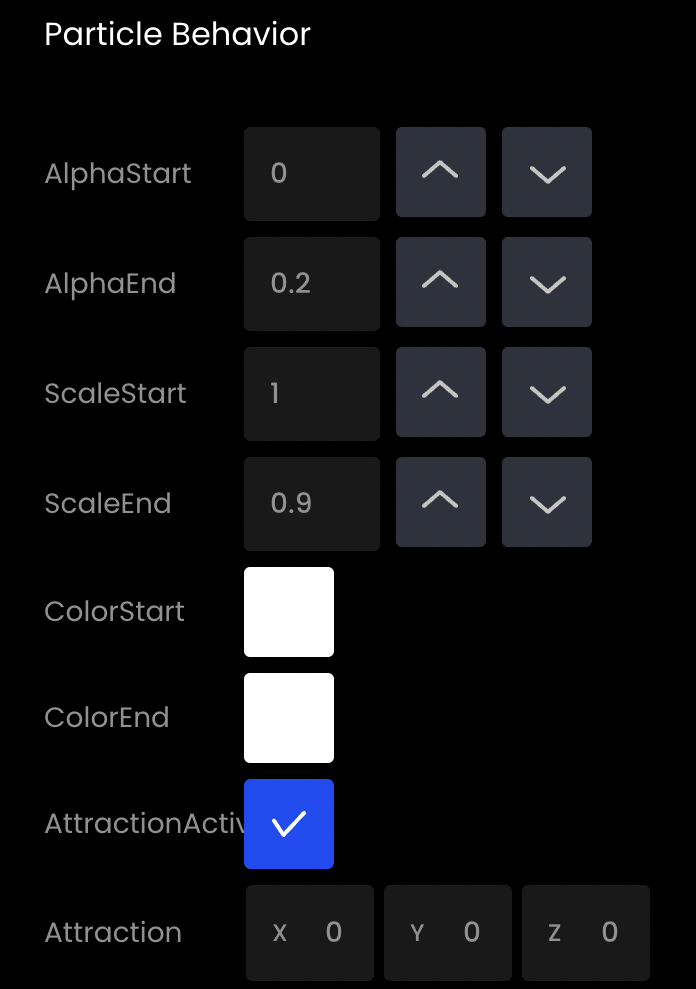 Particle Behavior
AlphaStart 0
AlphaEnd 0.2
ScaleStart 1
ScaleEnd 0.9
ColorStart
ColorEnd
AttractionActiv
Attraction X 0 Y 0 Z 0